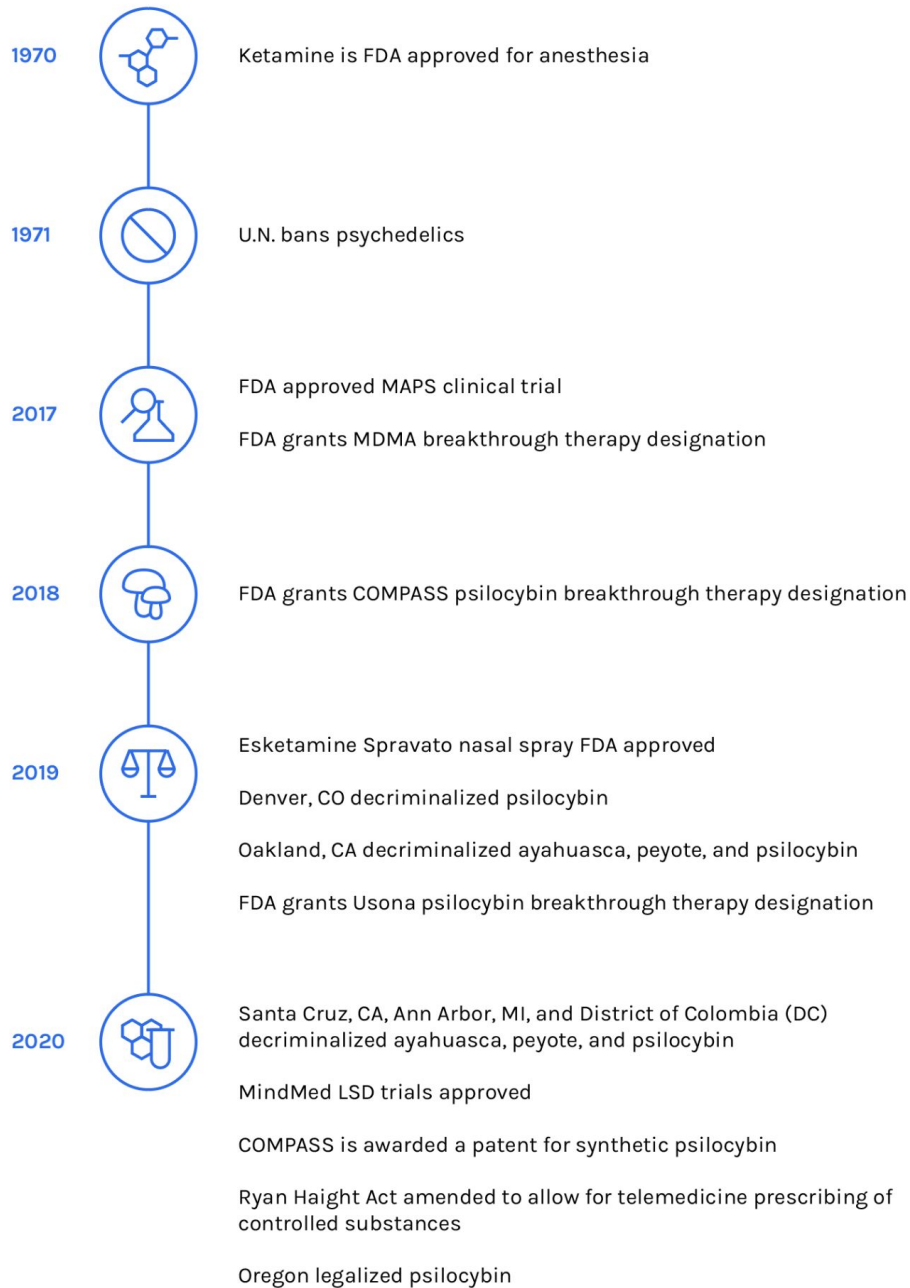 1970
Ketamine is FDA approved for anesthesia
1971
U.N. bans psychedelics
2017
FDA approved MAPS clinical trial
FDA grants MDMA breakthrough therapy designation
2018
FDA grants COMPASS psilocybin breakthrough therapy designation
2019
Esketamine Spravato nasal spray FDA approved
Denver, CO decriminalized psilocybin
Oakland, CA decriminalized ayahuasca, peyote, and psilocybin
FDA grants Usona psilocybin breakthrough therapy designation
2020
Santa Cruz, CA, Ann Arbor, MI, and District of Colombia (DC)
decriminalized ayahuasca, peyote, and psilocybin
MindMed LSD trials approved
COMPASS is awarded a patent for synthetic psilocybin
Ryan Haight Act amended to allow for telemedicine prescribing of
controlled substances
Oregon legalized psilocybin